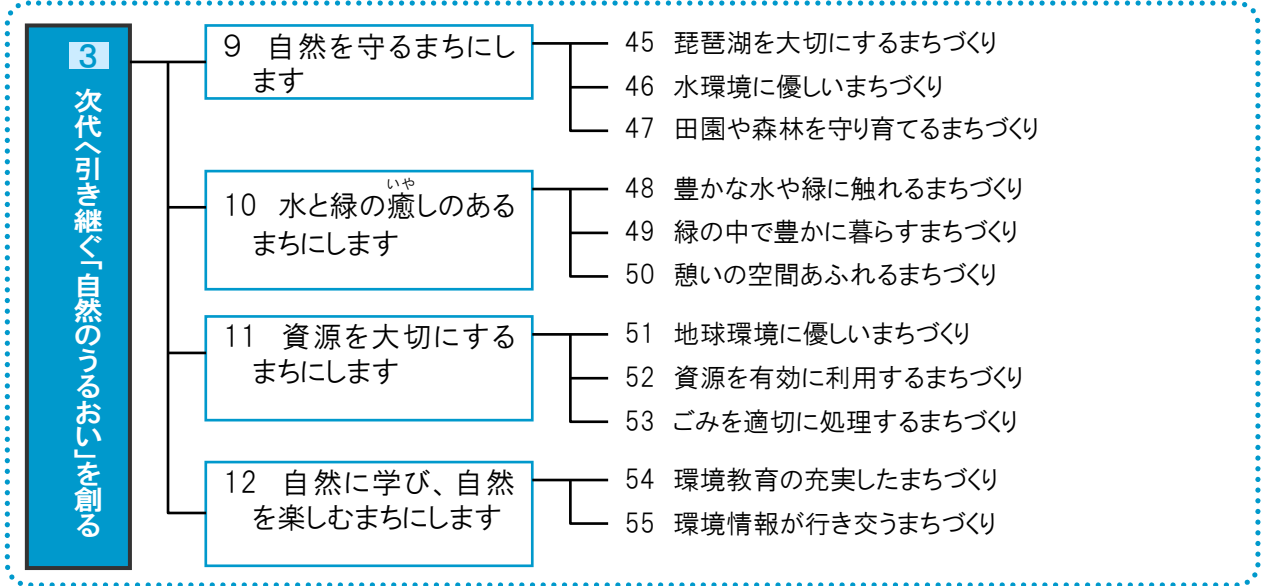 3
次代へ引き継ぐ「自然のうるおい」を創る
9 自然を守るまちにし
ます
45 琵琶湖を大切にするまちづくり
46 水環境に優しいまちづくり
47 田園や森林を守り育てるまちづくり
いや
10 水と緑の癒しのある
まちにします
48 豊かな水や緑に触れるまちづくり
49 緑の中で豊かに暮らすまちづくり
50 憩いの空間あふれるまちづくり
11 資源を大切にする
まちにします
51 地球環境に優しいまちづくり
52 資源を有効に利用するまちづくり
53 ごみを適切に処理するまちづくり
12 自然に学び、自然
を楽しむまちにします
54 環境教育の充実したまちづくり
55 環境情報が行き交うまちづくり